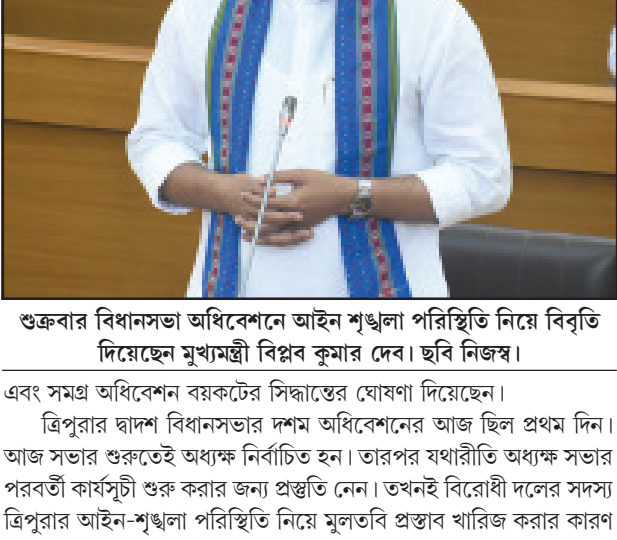 শুক্রবার বিধানসভা অধিবেশনে আইন শৃঙ্খলা পরিস্থিতি নিয়ে বিবৃতি
দিয়েছেন মুখ্যমন্ত্রী বিপ্লব কুমার দেব। ছবি নিজস্ব।
এবং সমগ্র অধিবেশন বয়কটের সিদ্ধান্তের ঘোষণা দিয়েছেন।
ত্রিপুরার দ্বাদশ বিধানসভার দশম অধিবেশনের আজ ছিল প্রথম দিন।
আজ সভার শুরুতেই অধ্যক্ষ নির্বাচিত হন। তারপর যথারীতি অধ্যক্ষ সভার
পরবর্তী কার্যসূচী শুরু করার জন্য প্রস্তুতি নেন। তখনই বিরোধী দলের সদস্য
ত্রিপুরার আইন-শৃঙ্খলা পরিস্থিতি নিয়ে মুলতবি প্রস্তাব খারিজ করার কারণ